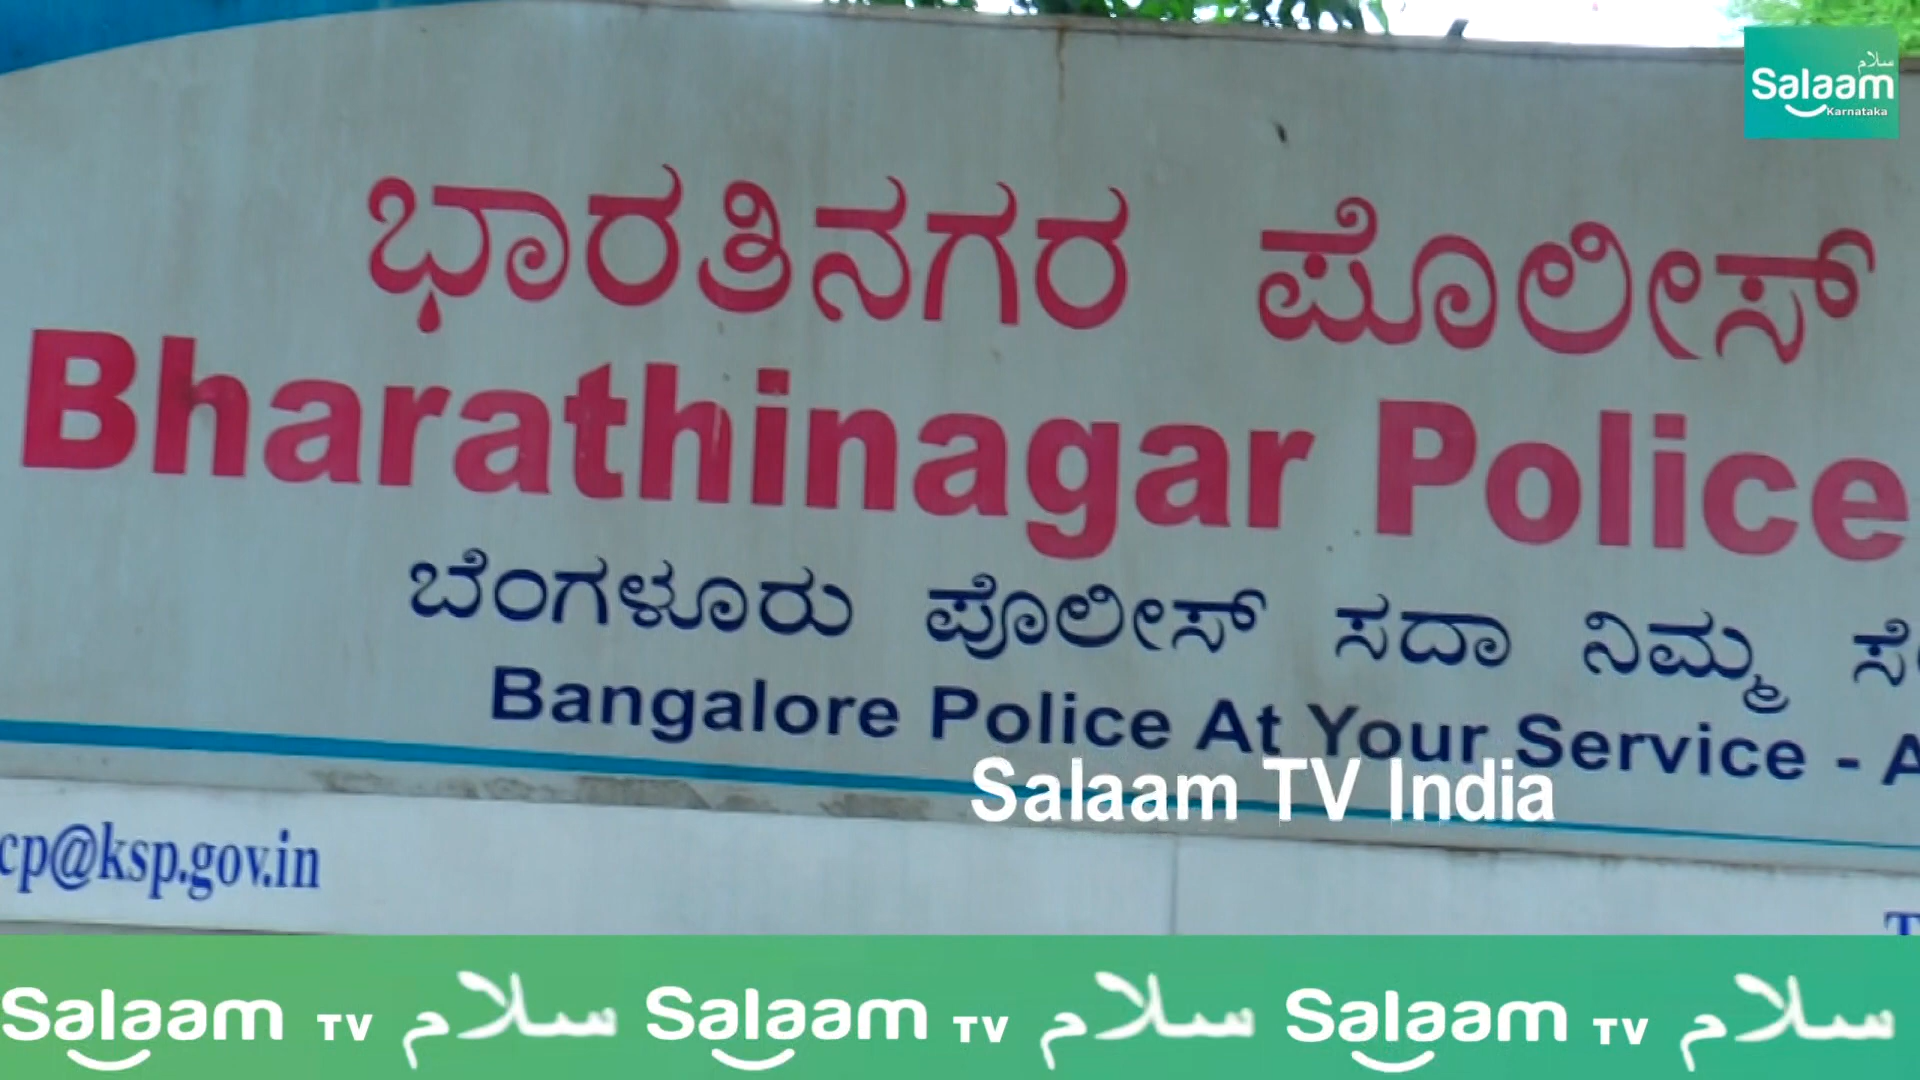 سلام
Salaam
Karnataka
ಭಾರತಿನಗರ ಪೊಲೀಸ್
Bharathinagar Police
ಬೆಂಗಳೂರು ಪೊಲೀಸ್ ಸದಾ ನಿಮ್ಮ
Bangalore Police At Your Service -
Salaam TV India
cp@ksp.gov.in
Salaam TV سلام Salaam TV سلام Salaam TV سلام